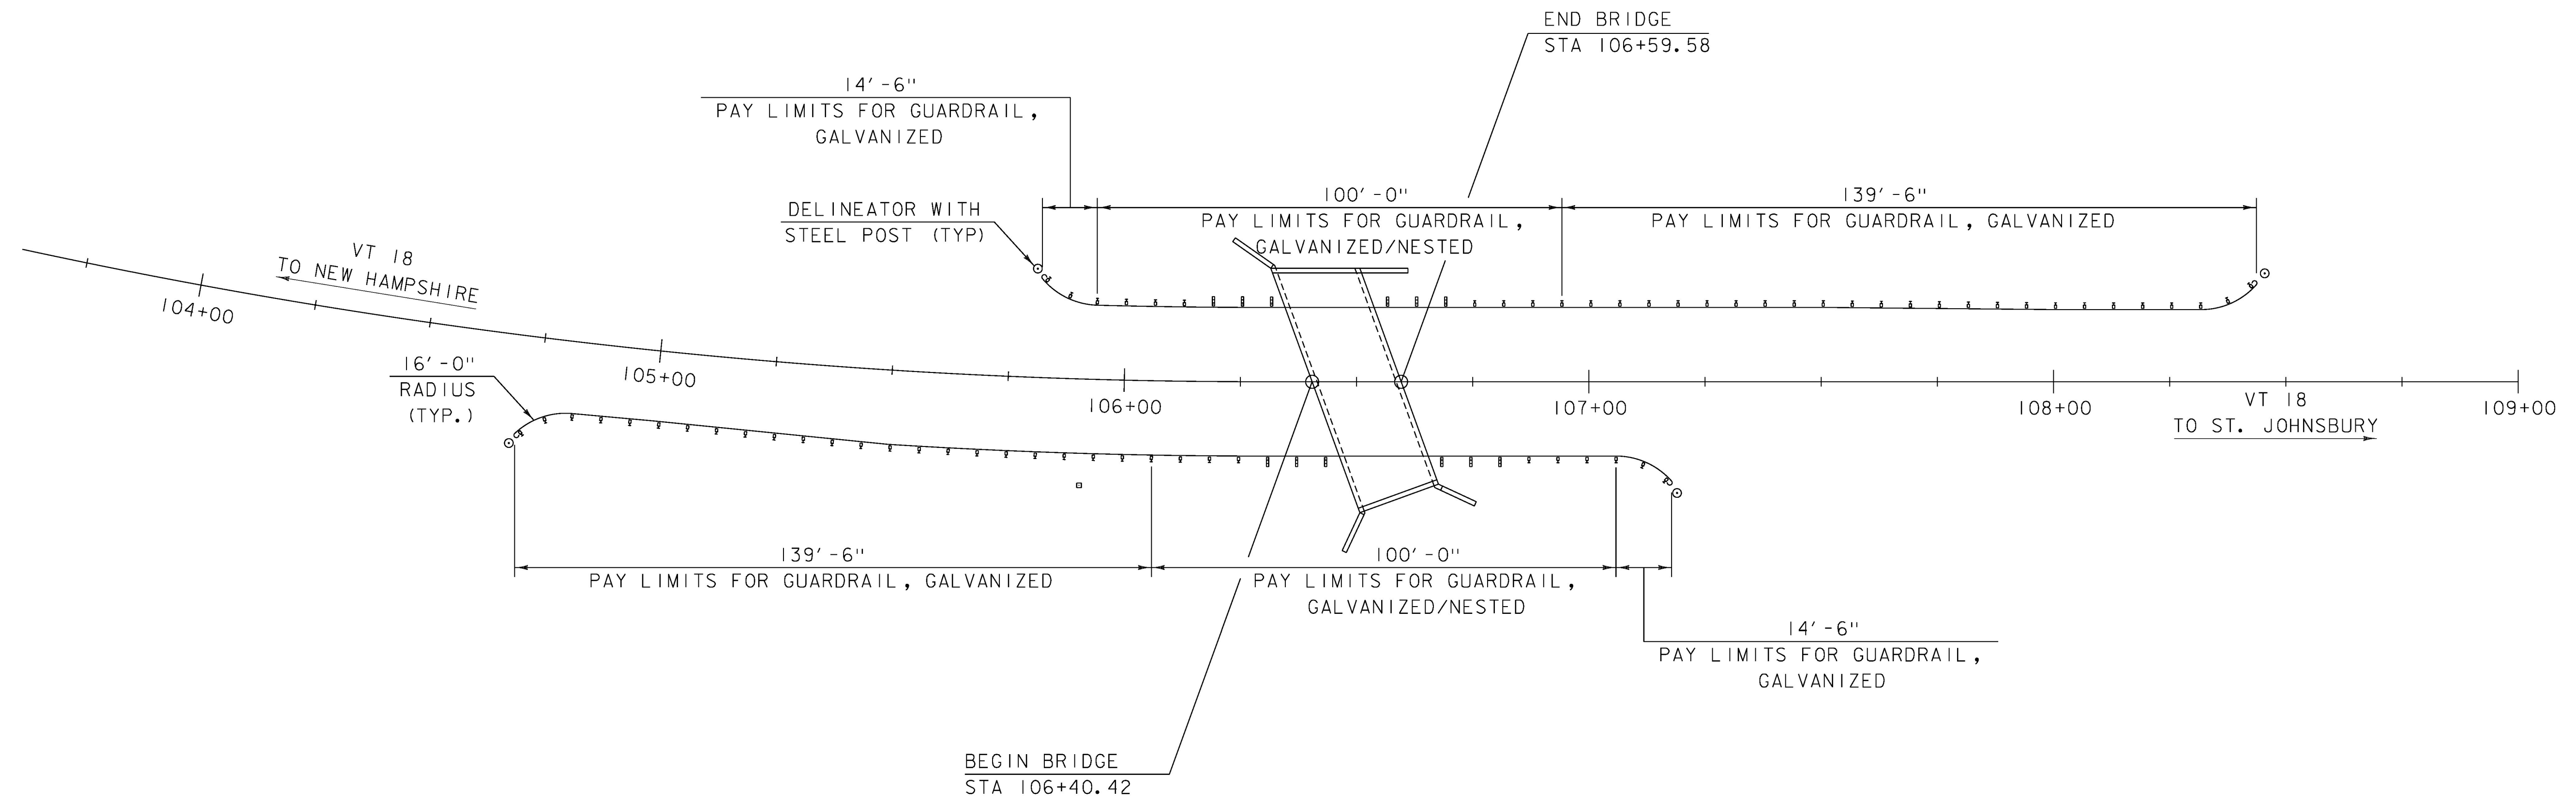 END BRIDGE
STA 106+59.58
14'-6"
PAY LIMITS FOR GUARDRAIL,
GALVANIZED
DELINEATOR WITH
STEEL POST (TYP)
100'-0"
PAY LIMITS FOR GUARDRAIL,
GALVANIZED/NESTED
139'-6"
PAY LIMITS FOR GUARDRAIL, GALVANIZED
VT 18
TO NEW HAMPSHIRE
104+00
105+00
106+00
107+00
108+00
109+00
VT 18
TO ST. JOHNSBURY
16'-0"
RADIUS
(TYP.)
139'-6"
PAY LIMITS FOR GUARDRAIL, GALVANIZED
100'-0"
PAY LIMITS FOR GUARDRAIL,
GALVANIZED/NESTED
14'-6"
PAY LIMITS FOR GUARDRAIL,
GALVANIZED
BEGIN BRIDGE
STA 106+40.42